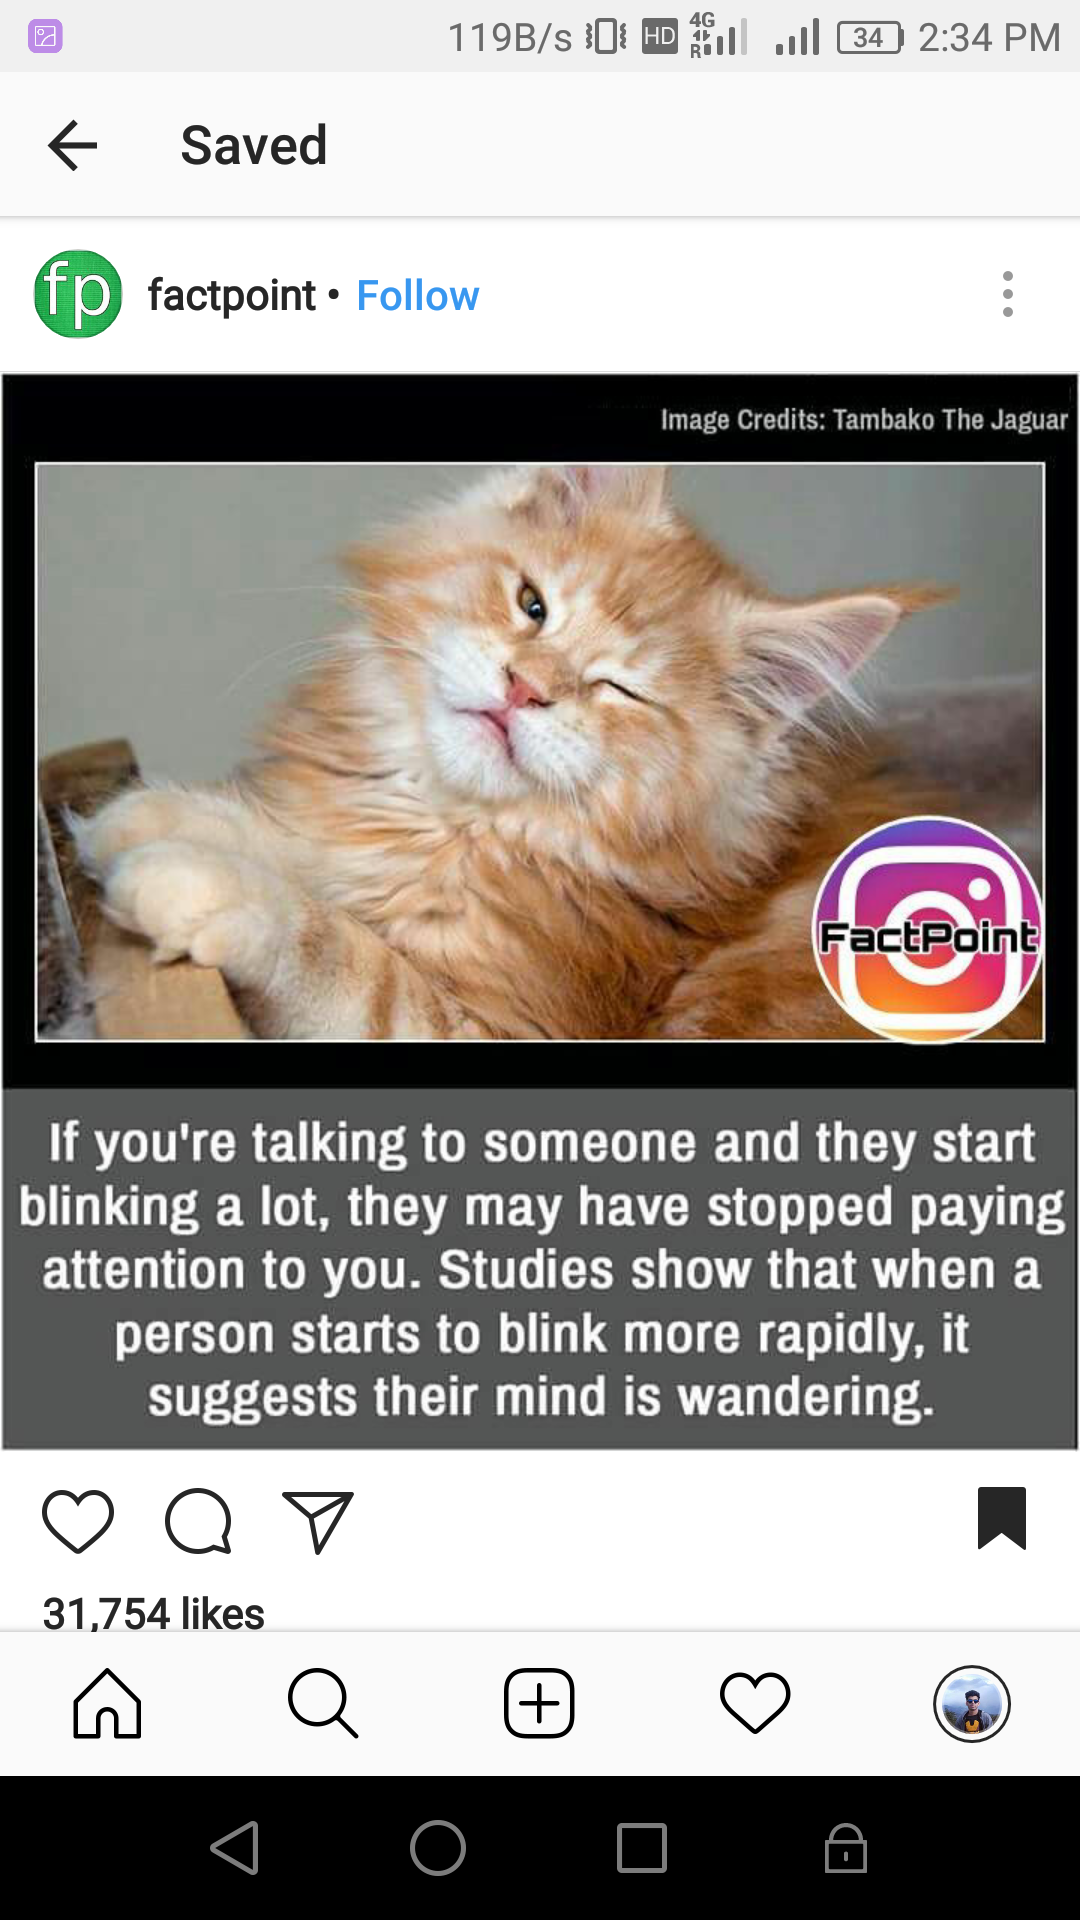 119B/s HD 4G R 34 2:34 PM
Saved
fp factpoint • Follow
Image Credits: Tambako The Jaguar
FactPoint
If you're talking to someone and they start
blinking a lot, they may have stopped paying
attention to you. Studies show that when a
person starts to blink more rapidly, it
suggests their mind is wandering.
31,754 likes